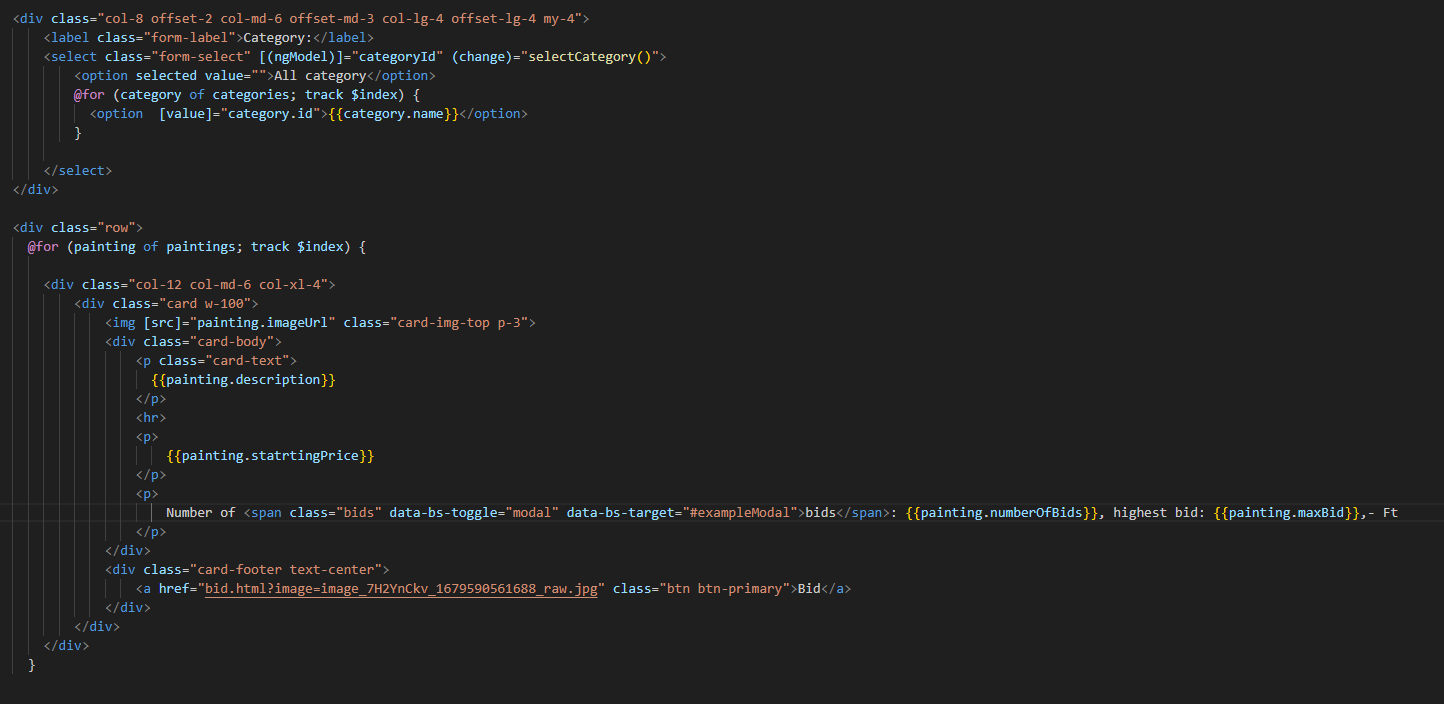 <div class="col-8 offset-2 col-md-6 offset-md-3 col-lg-4 offset-lg-4 my-4">
<label class="form-label">Category:</label>
<select class="form-select" [(ngModel)]="categoryId" (change)="selectCategory()">
<option selected value="">All category</option>
@for (category of categories; track $index) {
<option  [value]="category.id">{{category.name}}</option>
}
</select>
</div>
<div class="row">
@for (painting of paintings; track $index) {
<div class="col-12 col-md-6 col-xl-4">
<div class="card w-100">
<img [src]="painting.imageUrl" class="card-img-top p-3">
<div class="card-body">
<p class="card-text">
{{painting.description}}
</p>
<hr>
<p>
{{painting.statrtingPrice}}
</p>
<p>
Number of <span class="bids" data-bs-toggle="modal" data-bs-target="#exampleModal">bids</span>: {{painting.numberOfBids}}, highest bid: {{painting.maxBid}},- Ft
</p>
</div>
<div class="card-footer text-center">
<a href="bid.html?image=image_7H2YnCkv_1679590561688_raw.jpg" class="btn btn-primary">Bid</a>
</div>
</div>
</div>
}